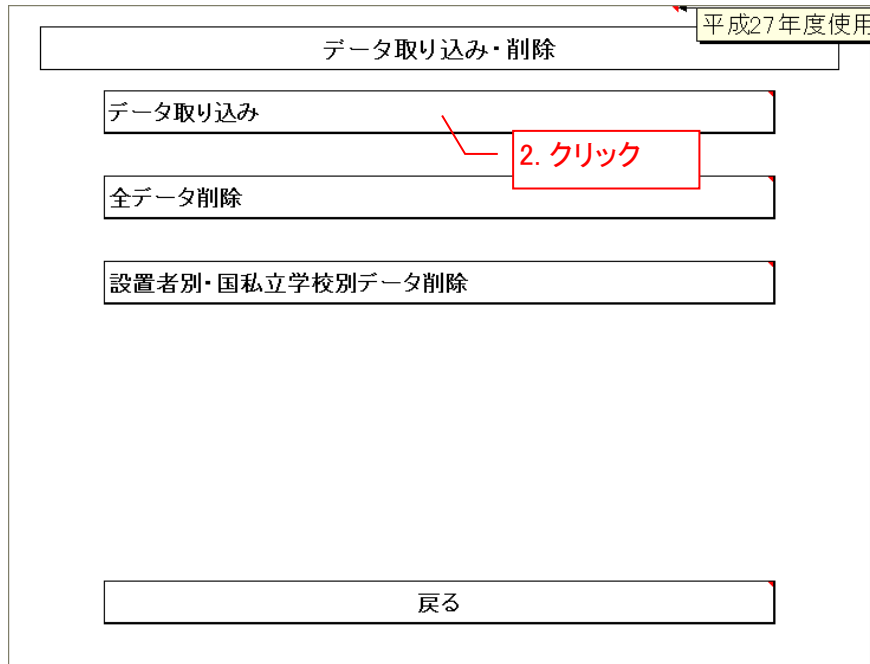 平成27年度使用
データ取り込み・削除
データ取り込み
2. クリック
全データ削除
設置者別・国私立学校別データ削除
戻る